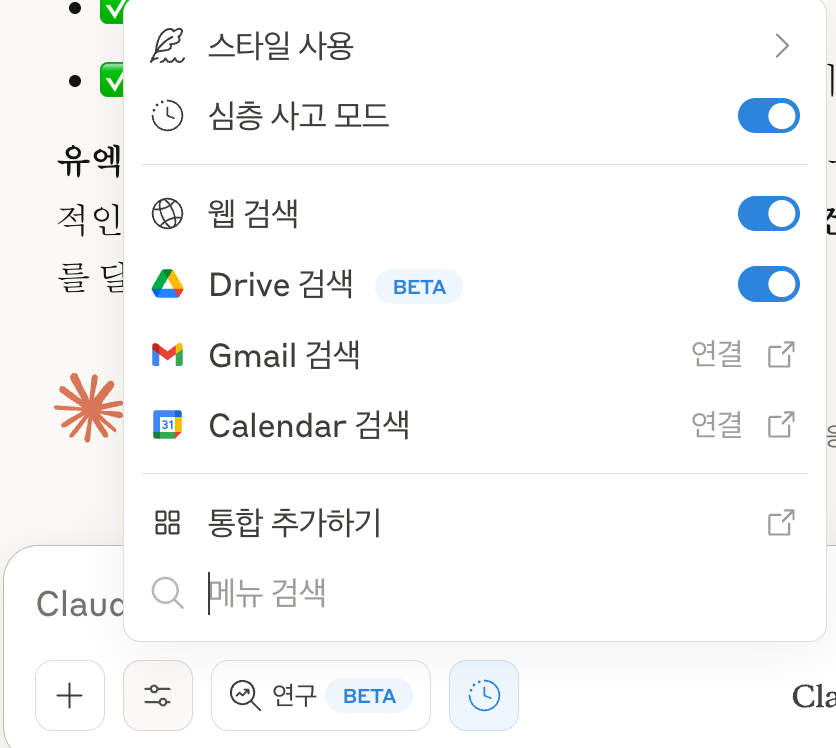 스타일 사용
심층 사고 모드
유엑
웹 검색
적인
Drive 검색 BETA
를
Gmail 검색 연결
Calendar 검색 31 연결
통합 추가하기
메뉴 검색
Claud
연구 BETA
Cla